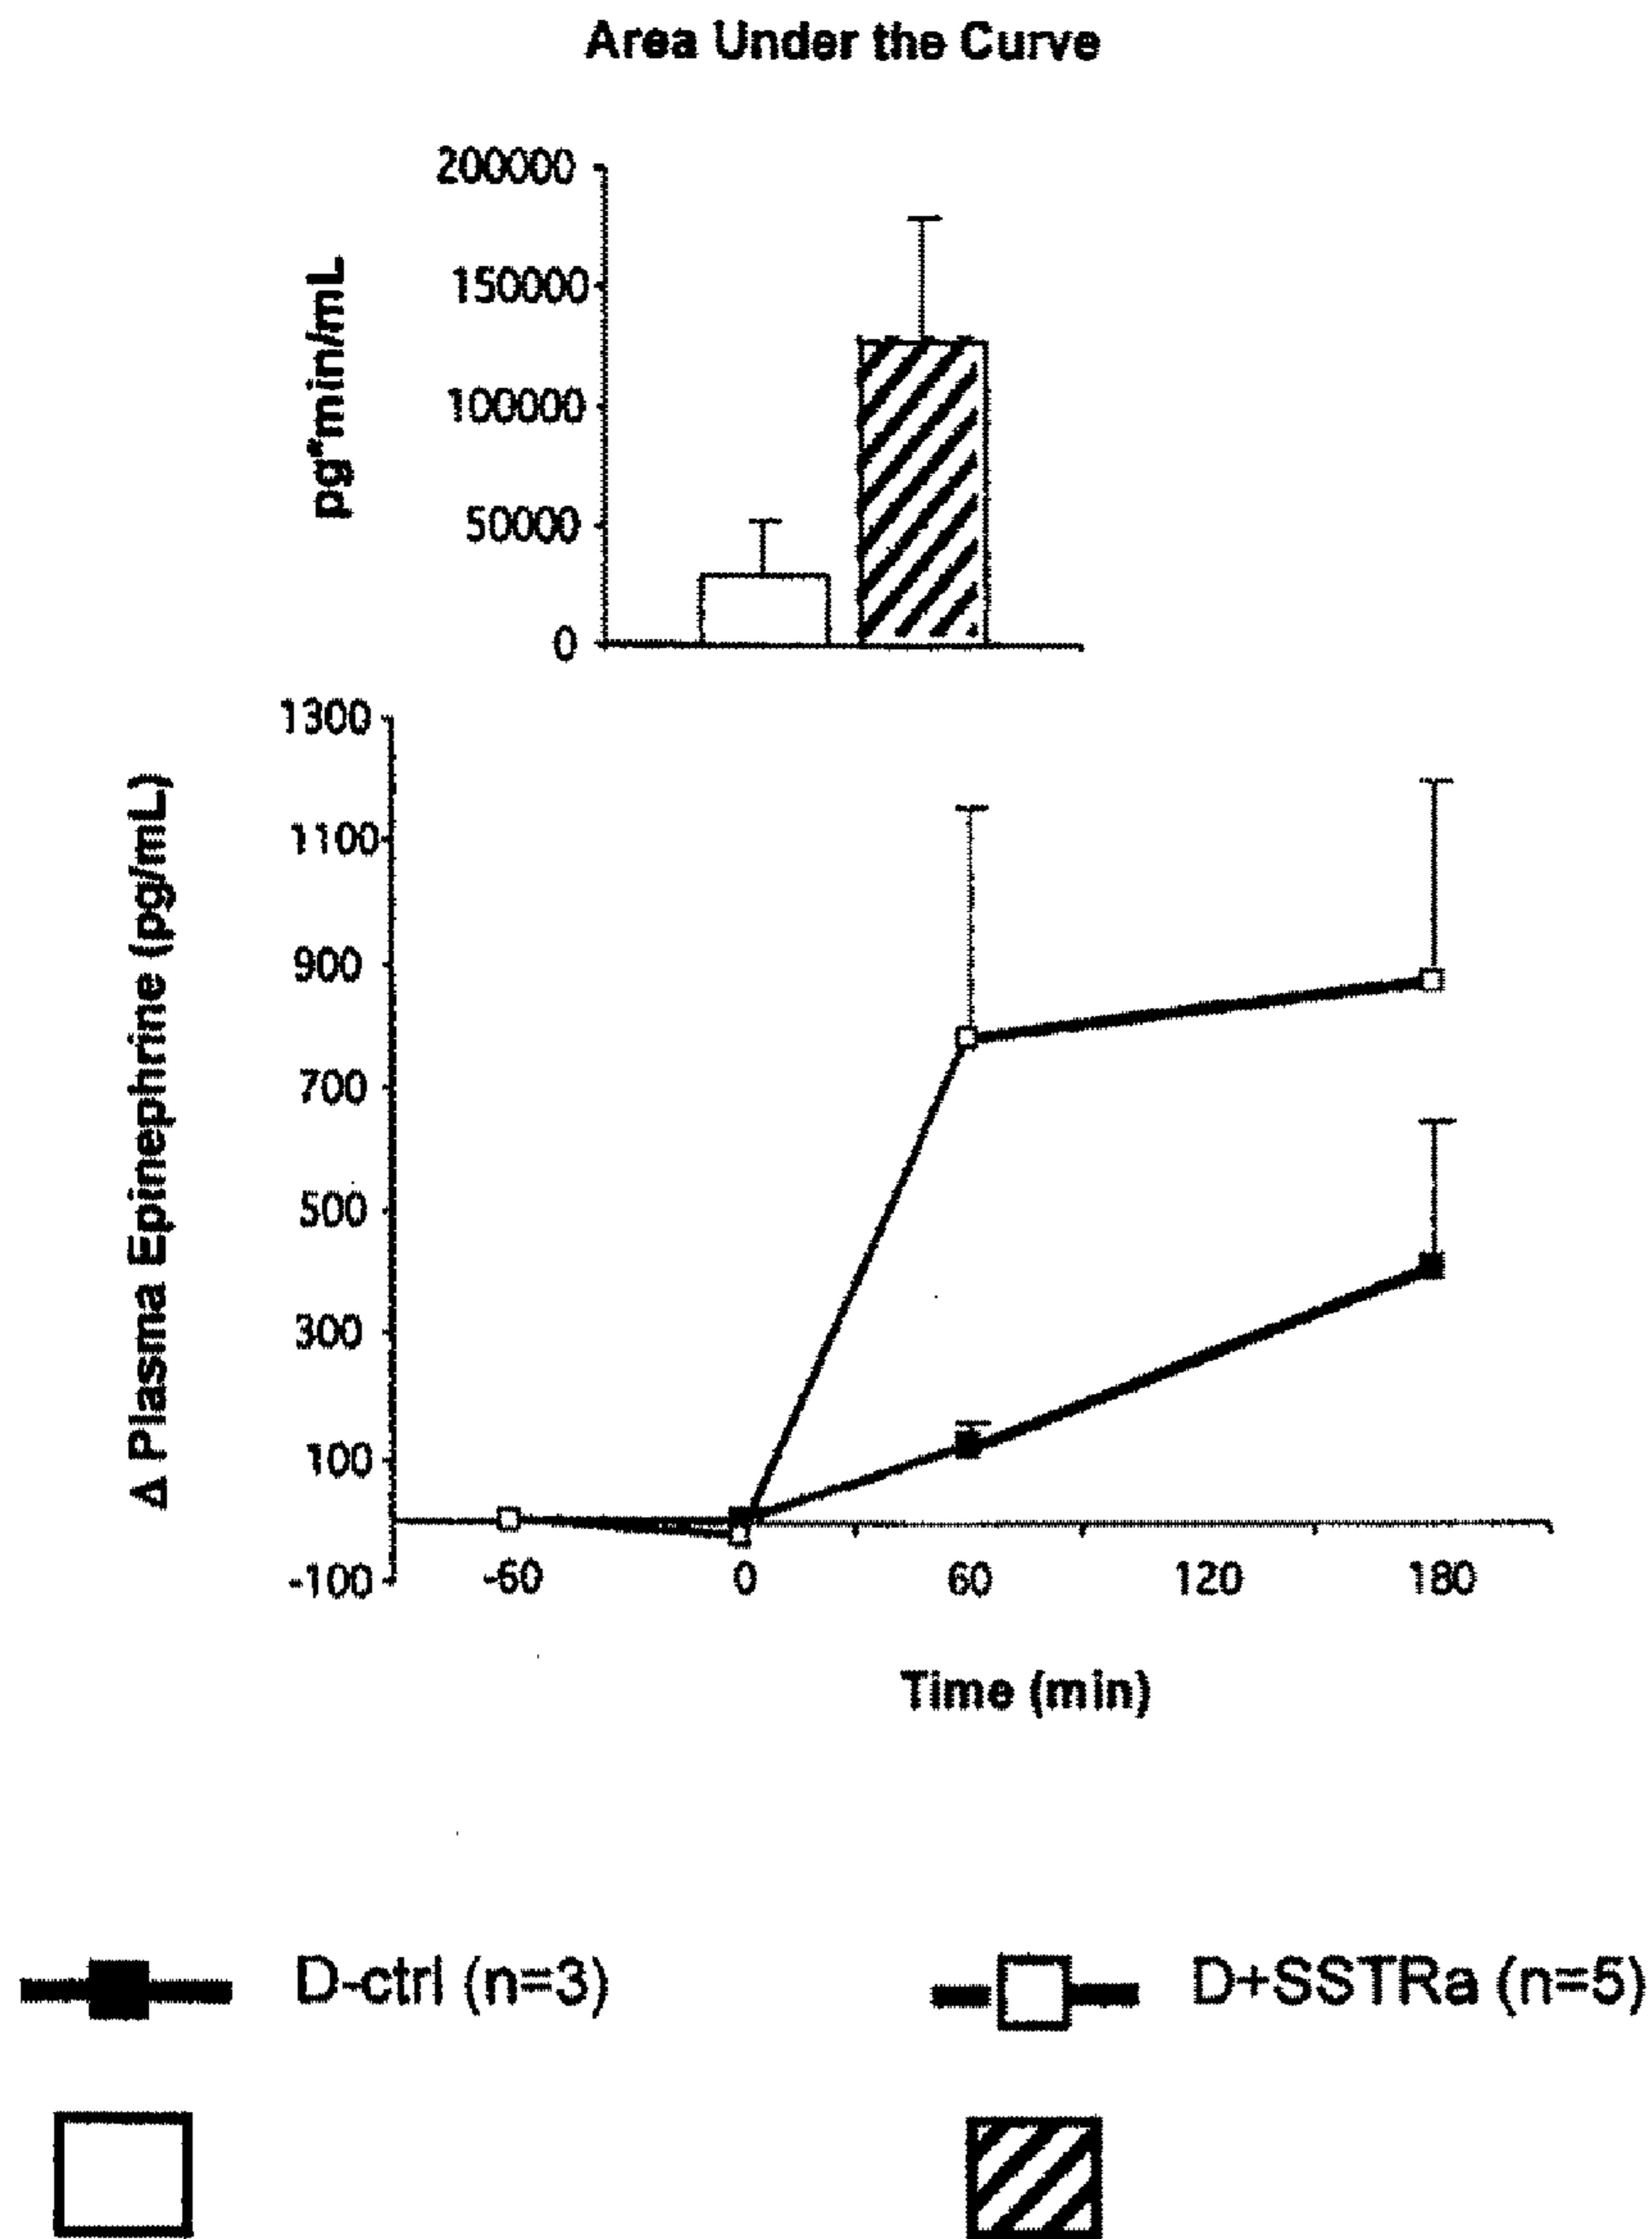 Area Under the Curve
200000
150000
100000
50000
0
pg*min/mL
1300
1100
900
700
500
300
100
-100
Δ Plasma Epinephrine (pg/mL)
-60 0 60 120 180
Time (min)
D-ctrl (n=3) D+SSTRa (n=5)